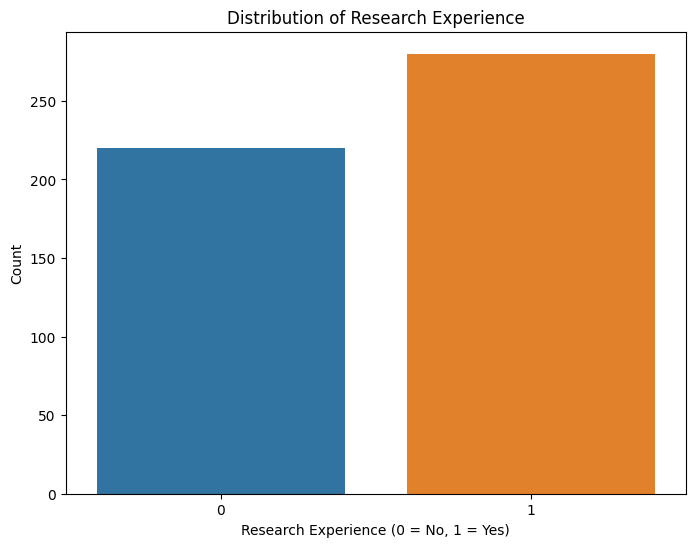 Distribution of Research Experience
250
200
150
100
50
0
Count
0 1
Research Experience (0 = No, 1 = Yes)